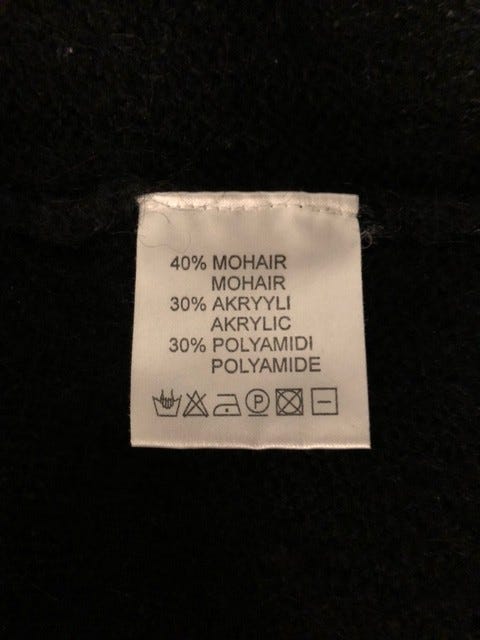 40% MOHAIR
MOHAIR
30% AKRYYLI
AKRYLIC
30% POLYAMIDI
POLYAMIDE
P